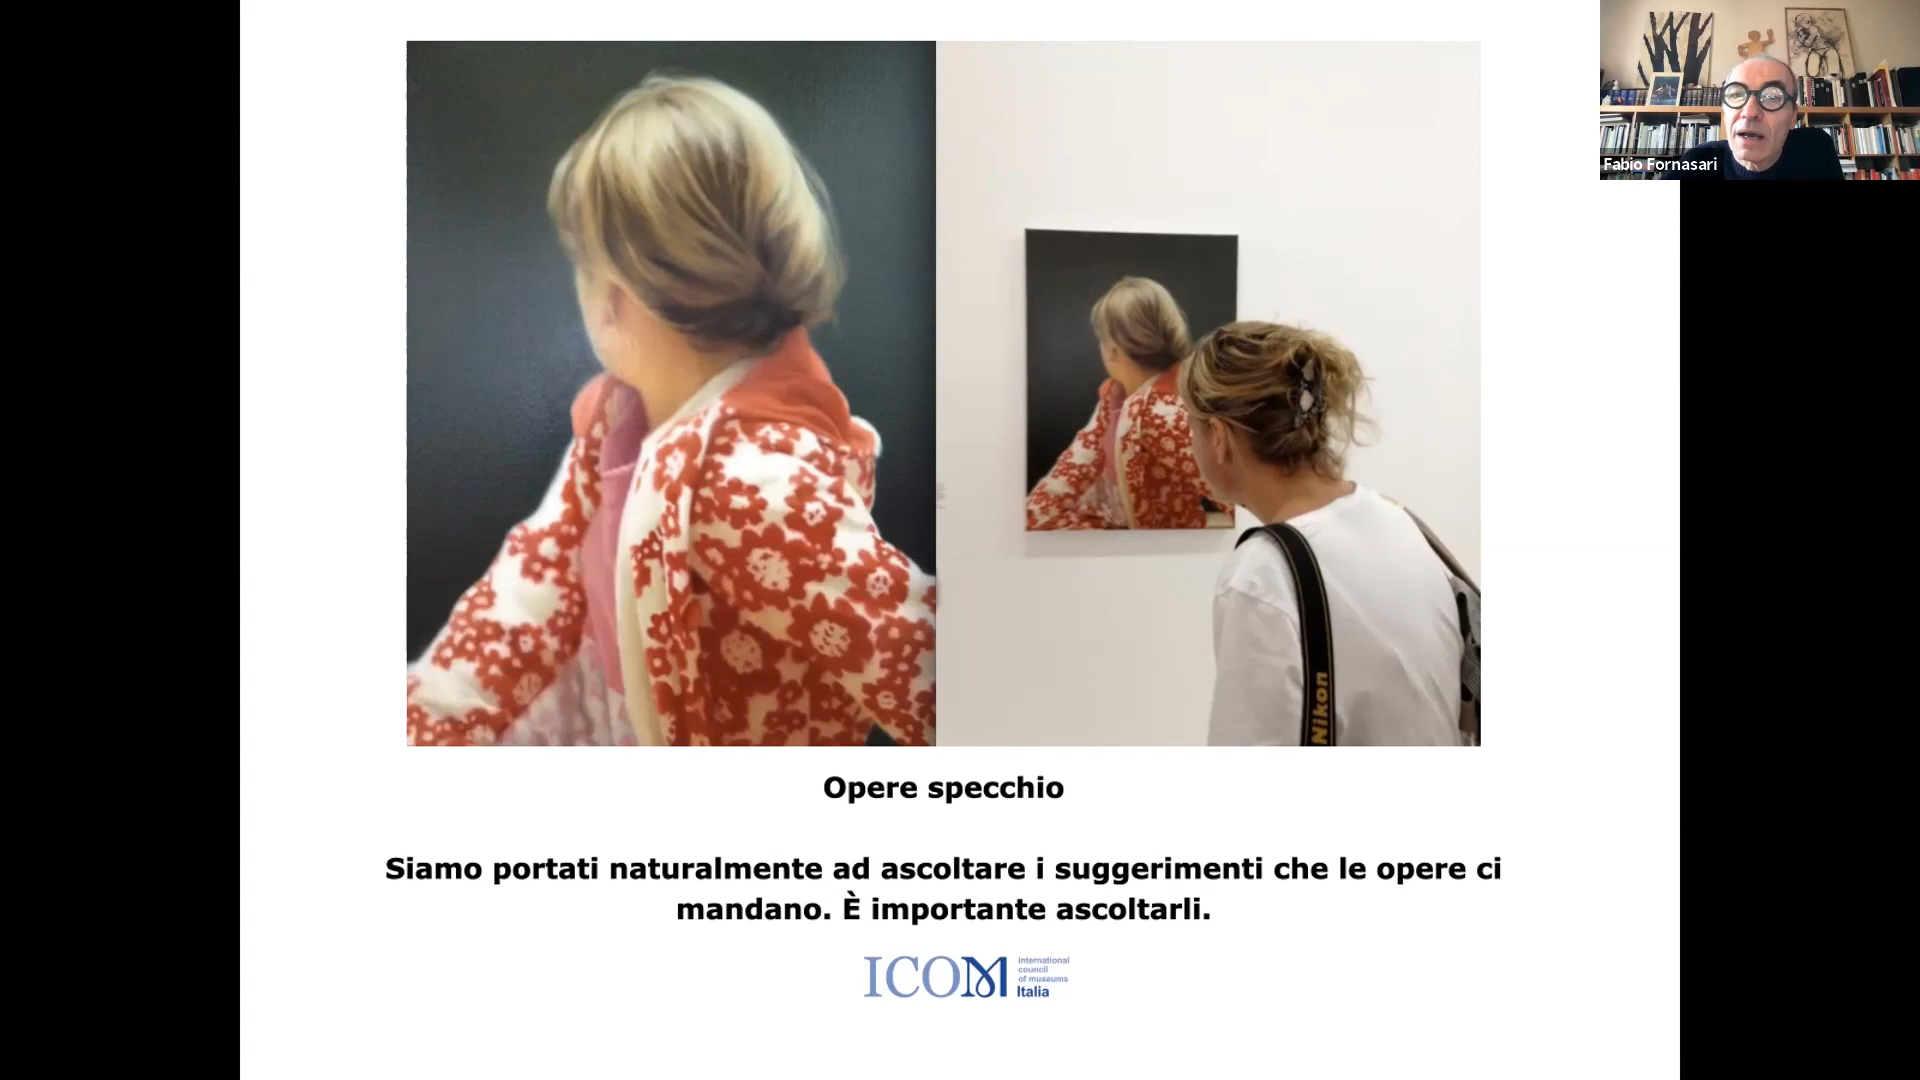 Fabio Fornasari
Nikon
Opere specchio
Siamo portati naturalmente ad ascoltare i suggerimenti che le opere ci
mandano. È importante ascoltarli.
ICOM
international
council
of museums
Italia